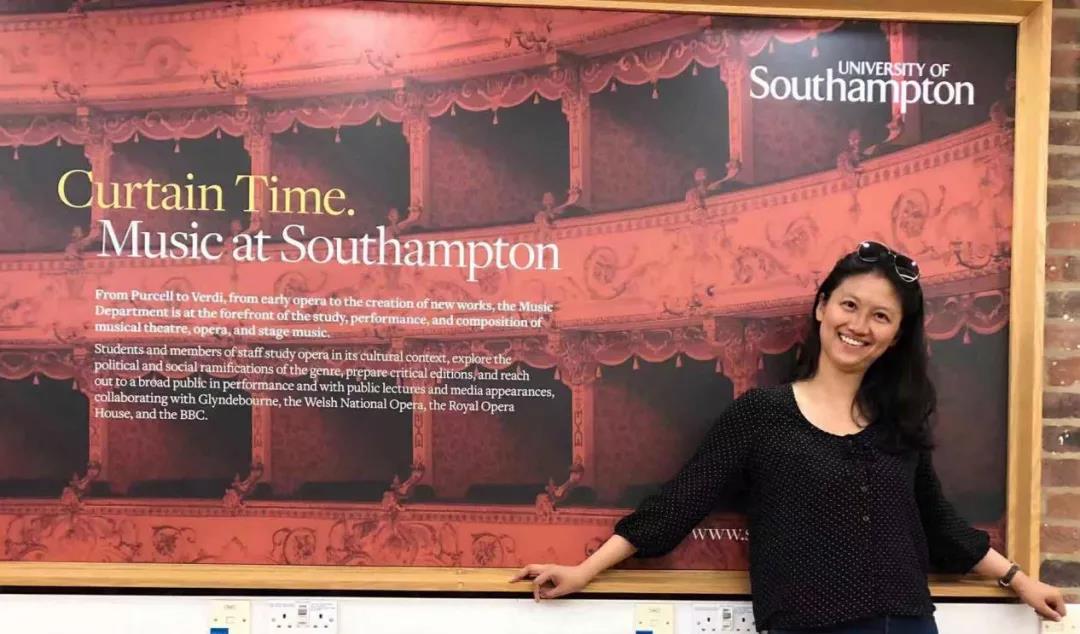 UNIVERSITY OF
Southampton
Curtain Time.
Music at Southampton
From Purcell to Verdi, from early opera to the creation of new works, the Music
Department is at the forefront of the study, performance, and composition of
musical theatre, opera, and stage music.
Students and members of staff study opera in its cultural context, explore the
political and social ramifications of the genre, prepare critical editions, and reach
out to a broad public in performance and with public lectures and media appearances,
collaborating with Glyndebourne, the Welsh National Opera, the Royal Opera
House, and the BBC.
www.s